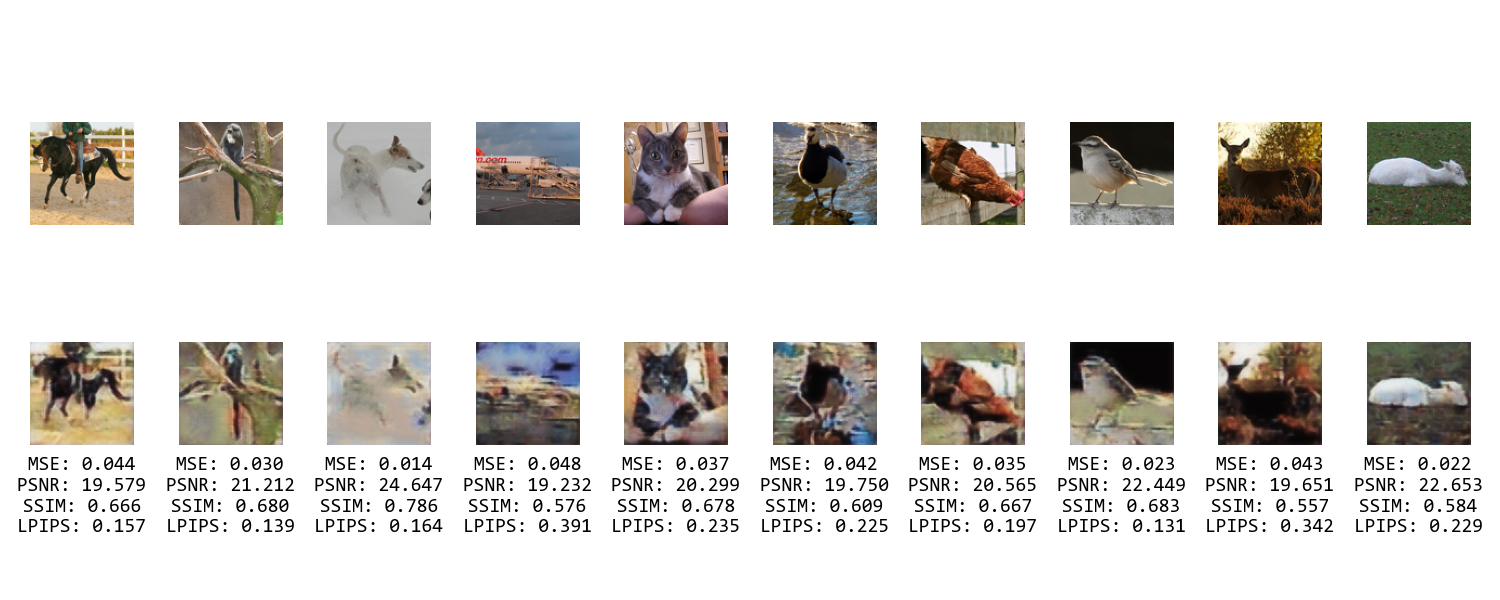 a.com
MSE: 0.044
PSNR: 19.579
SSIM: 0.666
LPIPS: 0.157
MSE: 0.030
PSNR: 21.212
SSIM: 0.680
LPIPS: 0.139
MSE: 0.014
PSNR: 24.647
SSIM: 0.786
LPIPS: 0.164
MSE: 0.048
PSNR: 19.232
SSIM: 0.576
LPIPS: 0.391
MSE: 0.037
PSNR: 20.299
SSIM: 0.678
LPIPS: 0.235
MSE: 0.042
PSNR: 19.750
SSIM: 0.609
LPIPS: 0.225
MSE: 0.035
PSNR: 20.565
SSIM: 0.667
LPIPS: 0.197
MSE: 0.023
PSNR: 22.449
SSIM: 0.683
LPIPS: 0.131
MSE: 0.043
PSNR: 19.651
SSIM: 0.557
LPIPS: 0.342
MSE: 0.022
PSNR: 22.653
SSIM: 0.584
LPIPS: 0.229